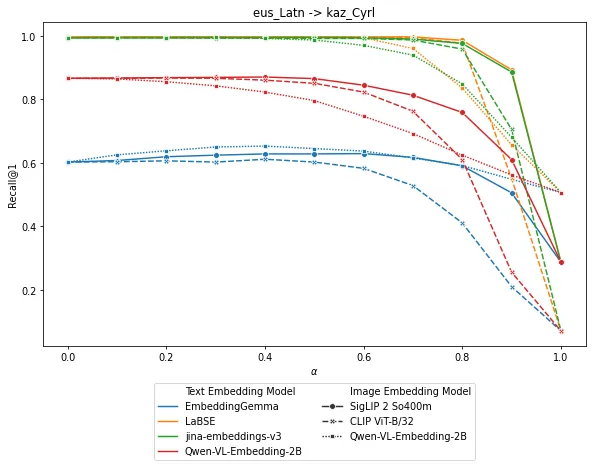 eus_Latn -> kaz_Cyrl
Recall@1
1.0
0.8
0.6
0.4
0.2
0.0 0.2 0.4 0.6 0.8 1.0
α
Text Embedding Model Image Embedding Model
EmbeddingGemma SigLIP 2 So400m
LaBSE CLIP ViT-B/32
jina-embeddings-v3 Qwen-VL-Embedding-2B
Qwen-VL-Embedding-2B